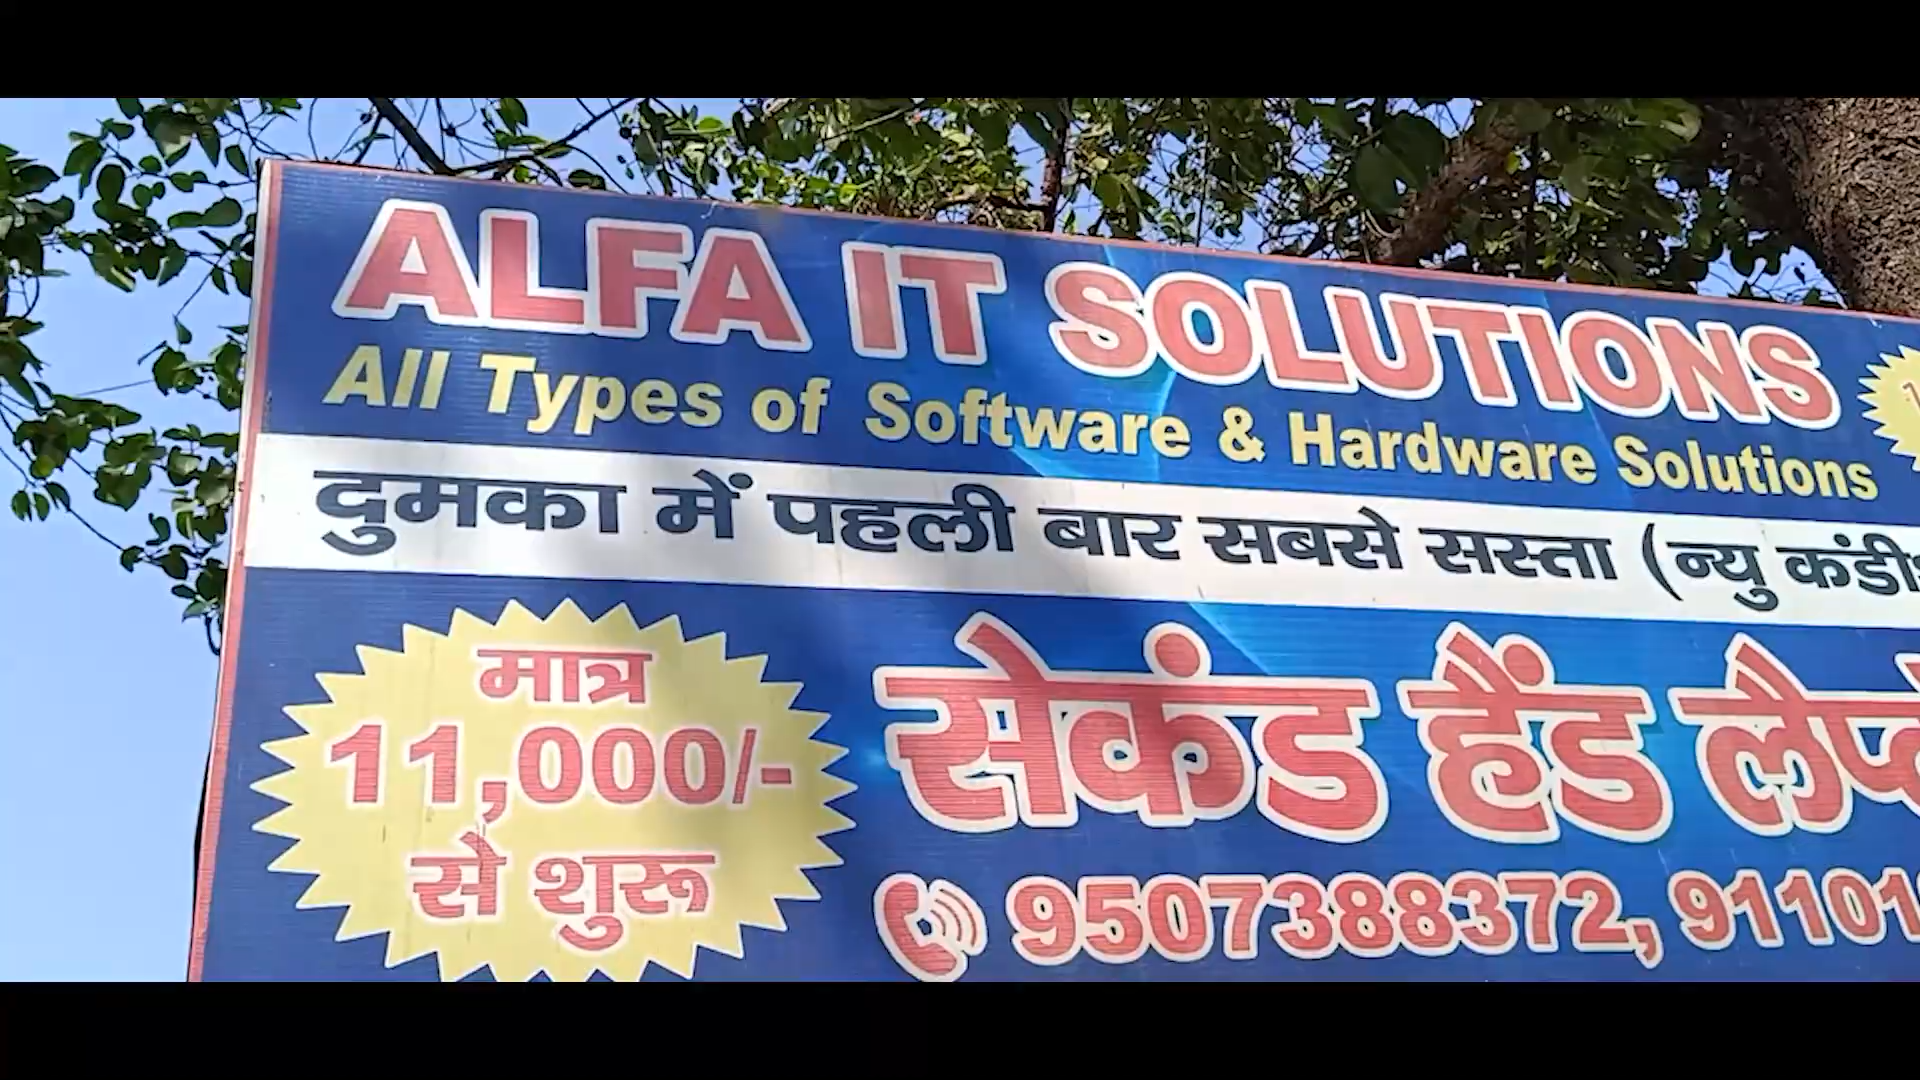 ALFA IT SOLUTIONS
All Types of Software & Hardware Solutions
दुमका में पहली बार सबसे सस्ता (न्यु
मात्र
11,000/-
से शुरू
सेकंड हैंड
9507388372,